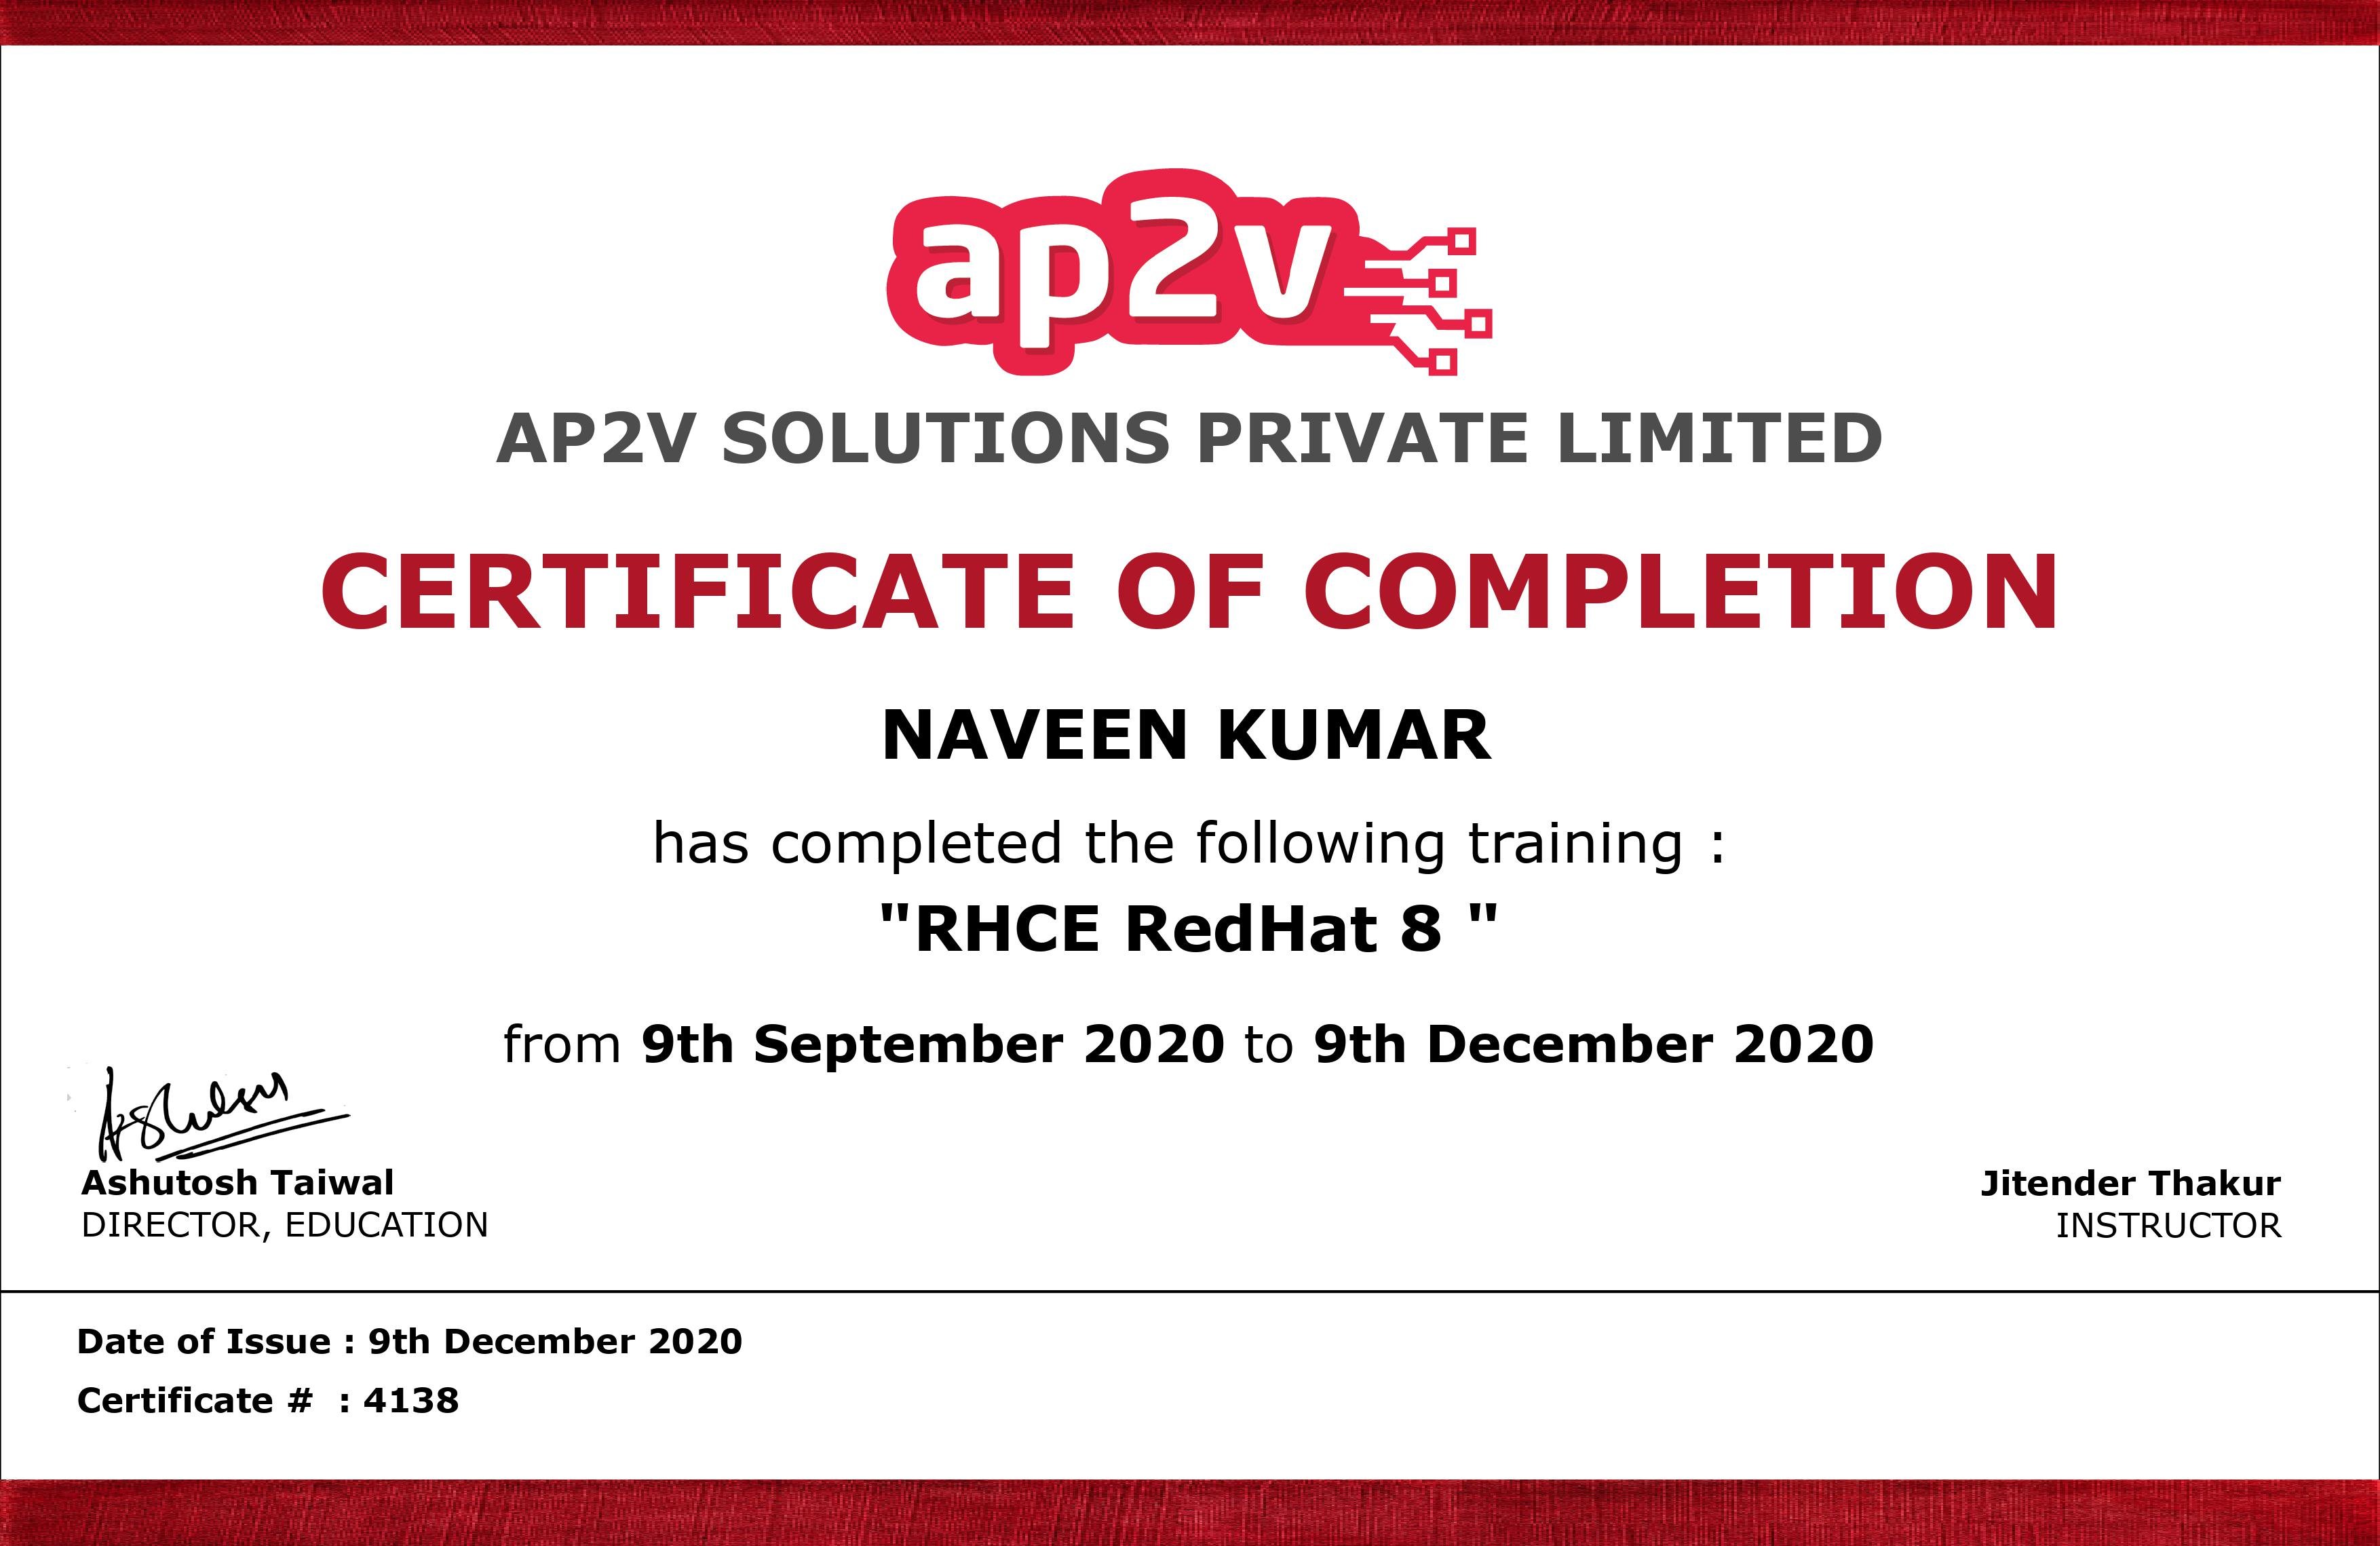 ap2v
AP2V SOLUTIONS PRIVATE LIMITED
CERTIFICATE OF COMPLETION
NAVEEN KUMAR
has completed the following training :
"RHCE RedHat 8 "
from 9th September 2020 to 9th December 2020
Ashutosh
Ashutosh Taiwal
DIRECTOR, EDUCATION
Jitender Thakur
INSTRUCTOR
Date of Issue : 9th December 2020
Certificate # : 4138